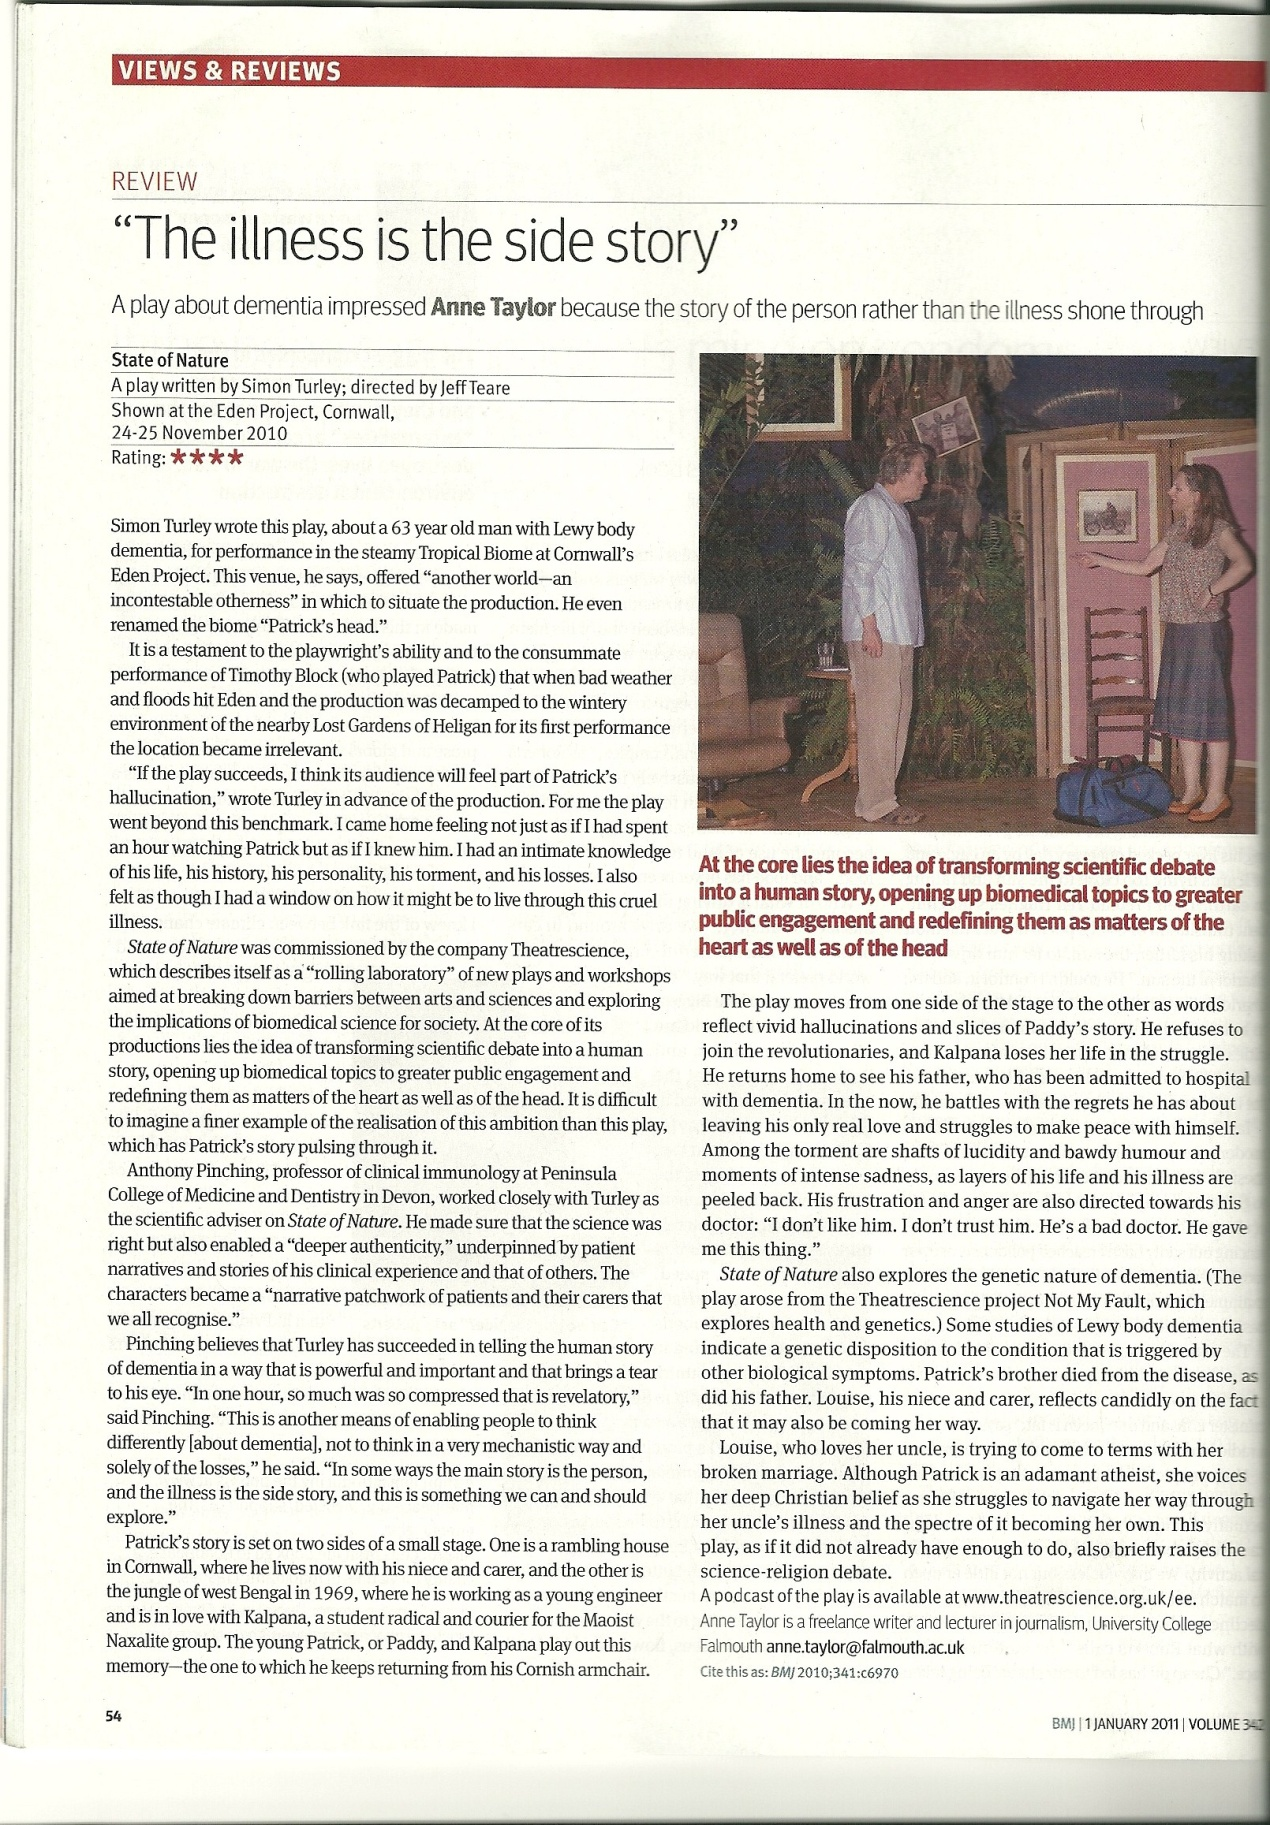 VIEWS & REVIEWS
REVIEW
“The illness is the side story”
A play about dementia impressed Anne Taylor because the story of the person rather than the illness shone through
State of Nature
A play written by Simon Turley; directed by Jeff Teare
Shown at the Eden Project, Cornwall,
24-25 November 2010
Rating: ****
Simon Turley wrote this play, about a 63 year old man with Lewy body
dementia, for performance in the steamy Tropical Biome at Cornwall’s
Eden Project. This venue, he says, offered “another world—an
incontestable otherness” in which to situate the production. He even
renamed the biome “Patrick’s head.”
It is a testament to the playwright’s ability and to the consummate
performance of Timothy Block (who played Patrick) that when bad weather
and floods hit Eden and the production was decamped to the wintery
environment of the nearby Lost Gardens of Heligan for its first performance
the location became irrelevant.
“If the play succeeds, I think its audience will feel part of Patrick’s
hallucination,” wrote Turley in advance of the production. For me the play
went beyond this benchmark. I came home feeling not just as if I had spent
an hour watching Patrick but as if I knew him. I had an intimate knowledge
of his life, his history, his personality, his torment, and his losses. I also
felt as though I had a window on how it might be to live through this cruel
illness.
State of Nature was commissioned by the company Theatrescience,
which describes itself as a “rolling laboratory” of new plays and workshops
aimed at breaking down barriers between arts and sciences and exploring
the implications of biomedical science for society. At the core of its
productions lies the idea of transforming scientific debate into a human
story, opening up biomedical topics to greater public engagement and
redefining them as matters of the heart as well as of the head. It is difficult
to imagine a finer example of the realisation of this ambition than this play,
which has Patrick’s story pulsing through it.
Anthony Pinching, professor of clinical immunology at Peninsula
College of Medicine and Dentistry in Devon, worked closely with Turley as
the scientific adviser on State of Nature. He made sure that the science was
right but also enabled a “deeper authenticity,” underpinned by patient
narratives and stories of his clinical experience and that of others. The
characters became a “narrative patchwork of patients and their carers that
we all recognise.”
Pinching believes that Turley has succeeded in telling the human story
of dementia in a way that is powerful and important and that brings a tear
to his eye. “In one hour, so much was so compressed that is revelatory,”
said Pinching. “This is another means of enabling people to think
differently [about dementia], not to think in a very mechanistic way and
solely of the losses,” he said. “In some ways the main story is the person,
and the illness is the side story, and this is something we can and should
explore.”
Patrick’s story is set on two sides of a small stage. One is a rambling house
in Cornwall, where he lives now with his niece and carer, and the other is
the jungle of west Bengal in 1969, where he is working as a young engineer
and is in love with Kalpana, a student radical and courier for the Maoist
Naxalite group. The young Patrick, or Paddy, and Kalpana play out this
memory—the one to which he keeps returning from his Cornish armchair.
At the core lies the idea of transforming scientific debate
into a human story, opening up biomedical topics to greater
public engagement and redefining them as matters of the
heart as well as of the head
The play moves from one side of the stage to the other as words
reflect vivid hallucinations and slices of Paddy’s story. He refuses to
join the revolutionaries, and Kalpana loses her life in the struggle.
He returns home to see his father, who has been admitted to hospital
with dementia. In the now, he battles with the regrets he has about
leaving his only real love and struggles to make peace with himself.
Among the torment are shafts of lucidity and bawdy humour and
moments of intense sadness, as layers of his life and his illness are
peeled back. His frustration and anger are also directed towards his
doctor: “I don’t like him. I don’t trust him. He’s a bad doctor. He gave
me this thing.”
State of Nature also explores the genetic nature of dementia. (The
play arose from the Theatrescience project Not My Fault, which
explores health and genetics.) Some studies of Lewy body dementia
indicate a genetic disposition to the condition that is triggered by
other biological symptoms. Patrick’s brother died from the disease, as
did his father. Louise, his niece and carer, reflects candidly on the fact
that it may also be coming her way.
Louise, who loves her uncle, is trying to come to terms with her
broken marriage. Although Patrick is an adamant atheist, she voices
her deep Christian belief as she struggles to navigate her way through
her uncle’s illness and the spectre of it becoming her own. This
play, as if it did not already have enough to do, also briefly raises the
science-religion debate.
A podcast of the play is available at www.theatrescience.org.uk/ee.
Anne Taylor is a freelance writer and lecturer in journalism, University College
Falmouth anne.taylor@falmouth.ac.uk
Cite this as: BMJ 2010;341:c6970
54
BMJ | 1 JANUARY 2011 | VOLUME 342